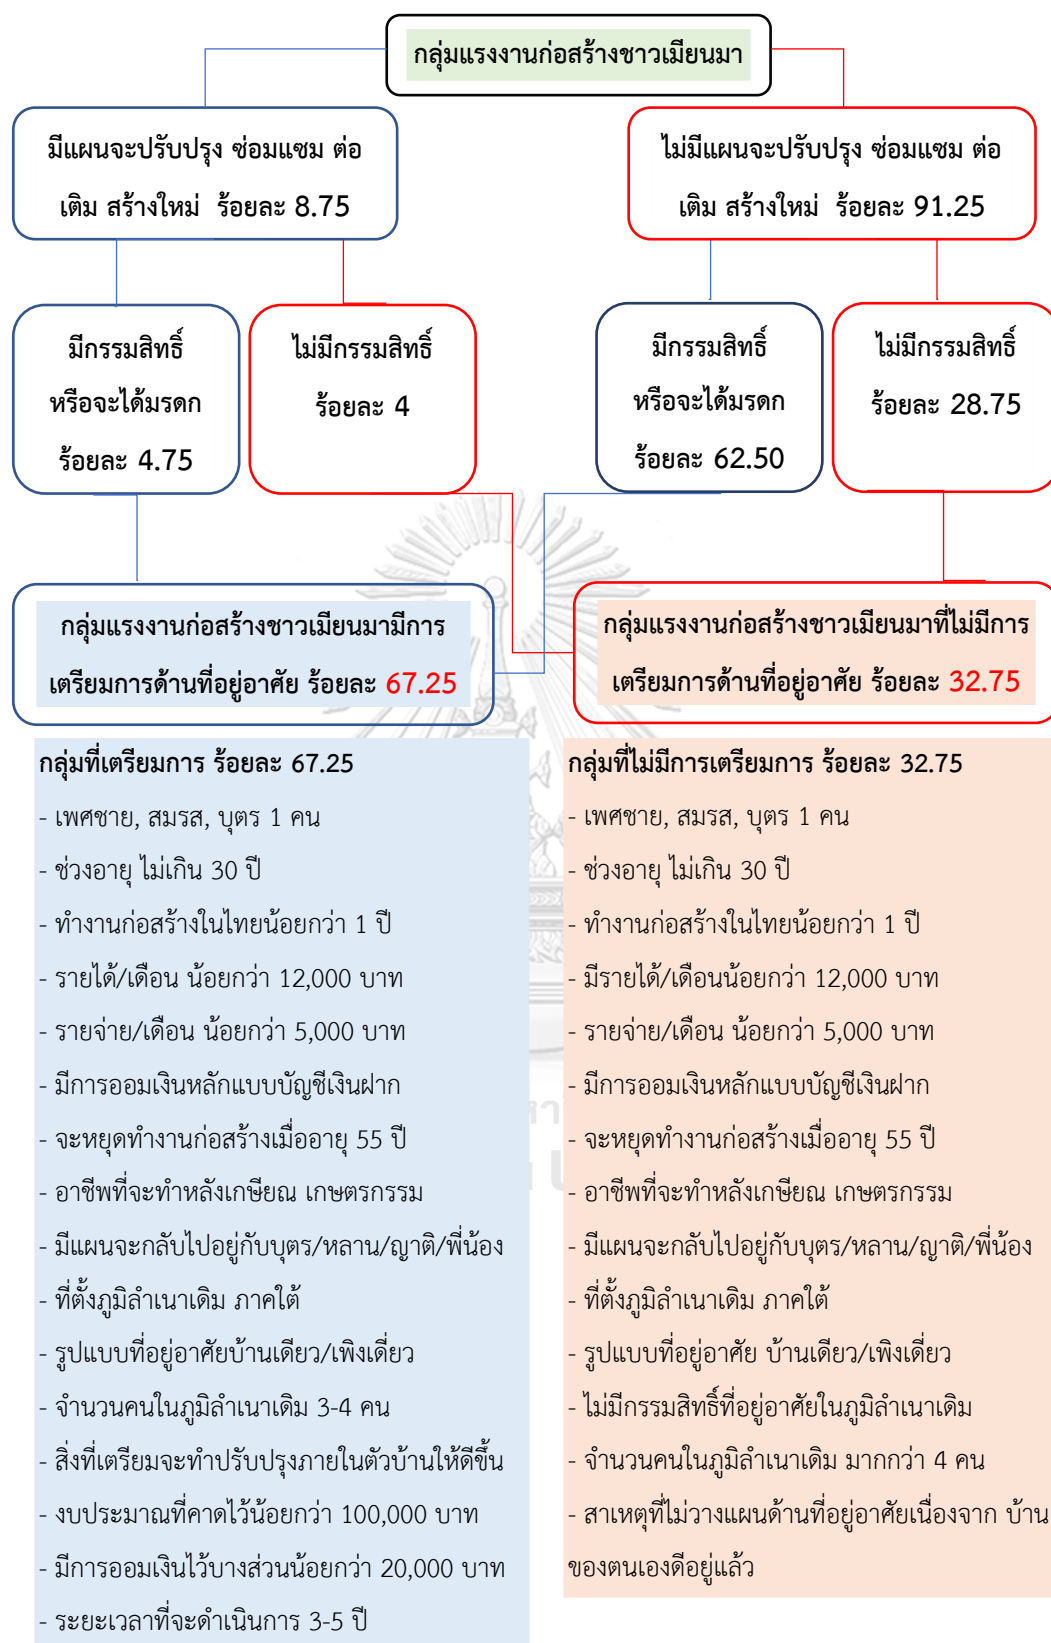 กลุ่มแรงงานก่อสร้างชาวเมียนมา
มีแผนจะปรับปรุง ซ่อมแซม ต่อ
เติม สร้างใหม่ ร้อยละ 8.75
ไม่มีแผนจะปรับปรุง ซ่อมแซม ต่อ
เติม สร้างใหม่ ร้อยละ 91.25
มีกรรมสิทธิ์
หรือจะได้มรดก
ร้อยละ 4.75
ไม่มีกรรมสิทธิ์
ร้อยละ 4
มีกรรมสิทธิ์
หรือจะได้มรดก
ร้อยละ 62.50
ไม่มีกรรมสิทธิ์
ร้อยละ 28.75
กลุ่มแรงงานก่อสร้างชาวเมียนมามีการ
เตรียมการด้านที่อยู่อาศัย ร้อยละ 67.25
กลุ่มแรงงานก่อสร้างชาวเมียนมาที่ไม่มีการ
เตรียมการด้านที่อยู่อาศัย ร้อยละ 32.75
กลุ่มที่เตรียมการ ร้อยละ 67.25
- เพศชาย, สมรส, บุตร 1 คน
- ช่วงอายุ ไม่เกิน 30 ปี
- ทำงานก่อสร้างในไทยน้อยกว่า 1 ปี
- รายได้/เดือน น้อยกว่า 12,000 บาท
- รายจ่าย/เดือน น้อยกว่า 5,000 บาท
- มีการออมเงินหลักแบบบัญชีเงินฝาก
- จะหยุดทำงานก่อสร้างเมื่ออายุ 55 ปี
- อาชีพที่จะทำหลังเกษียณ เกษตรกรรม
- มีแผนจะกลับไปอยู่กับบุตร/หลาน/ญาติ/พี่น้อง
- ที่ตั้งภูมิลำเนาเดิม ภาคใต้
- รูปแบบที่อยู่อาศัยบ้านเดียว/เพิงเดี่ยว
- จำนวนคนในภูมิลำเนาเดิม 3-4 คน
- สิ่งที่เตรียมจะทำปรับปรุงภายในตัวบ้านให้ดีขึ้น
- งบประมาณที่คาดไว้น้อยกว่า 100,000 บาท
- มีการออมเงินไว้บางส่วนน้อยกว่า 20,000 บาท
- ระยะเวลาที่จะดำเนินการ 3-5 ปี
กลุ่มที่ไม่มีการเตรียมการ ร้อยละ 32.75
- เพศชาย, สมรส, บุตร 1 คน
- ช่วงอายุ ไม่เกิน 30 ปี
- ทำงานก่อสร้างในไทยน้อยกว่า 1 ปี
- มีรายได้/เดือนน้อยกว่า 12,000 บาท
- รายจ่าย/เดือน น้อยกว่า 5,000 บาท
- มีการออมเงินหลักแบบบัญชีเงินฝาก
- จะหยุดทำงานก่อสร้างเมื่ออายุ 55 ปี
- อาชีพที่จะทำหลังเกษียณ เกษตรกรรม
- มีแผนจะกลับไปอยู่กับบุตร/หลาน/ญาติ/พี่น้อง
- ที่ตั้งภูมิลำเนาเดิม ภาคใต้
- รูปแบบที่อยู่อาศัย บ้านเดียว/เพิงเดี่ยว
- ไม่มีกรรมสิทธิ์ที่อยู่อาศัยในภูมิลำเนาเดิม
- จำนวนคนในภูมิลำเนาเดิม มากกว่า 4 คน
- สาเหตุที่ไม่วางแผนด้านที่อยู่อาศัยเนื่องจาก บ้าน
ของตนเองดีอยู่แล้ว